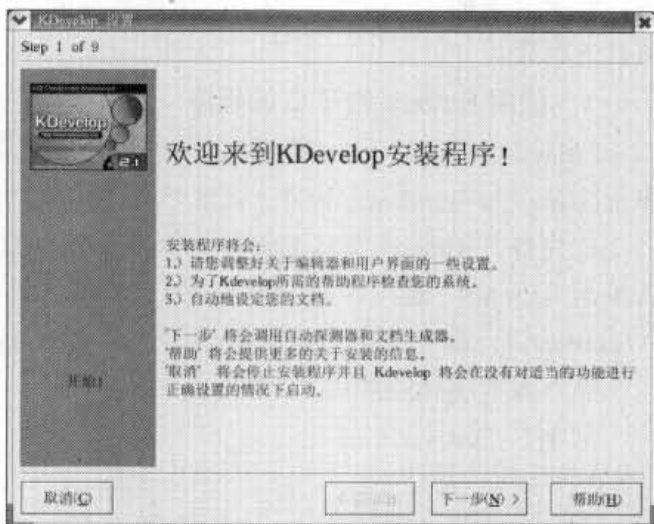 KDevelop 设置
Step 1 of 9
KDevelop
2.1
欢迎来到KDevelop安装程序!
安装程序将会:
1.) 请您调整好关于编辑器和用户界面的一些设置。
2.) 为了Kdevelop所需的帮助程序检查您的系统。
3.) 自动地设定您的文档。
'下一步' 将会调用自动探测器和文档生成器。
'帮助' 将会提供更多的关于安装的信息。
'取消' 将会停止安装程序并且 Kdevelop 将会在没有对适当的功能进行
正确设置的情况下启动。
开始!
取消(C)
下一步(N) >
帮助(H)